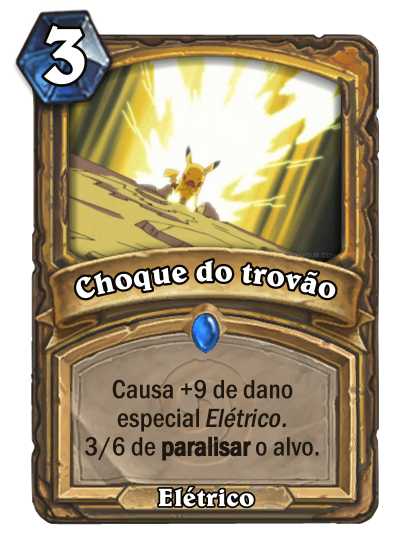 3
Choque do trovão
Causa +9 de dano
especial Elétrico.
3/6 de paralisar o alvo.
Elétrico